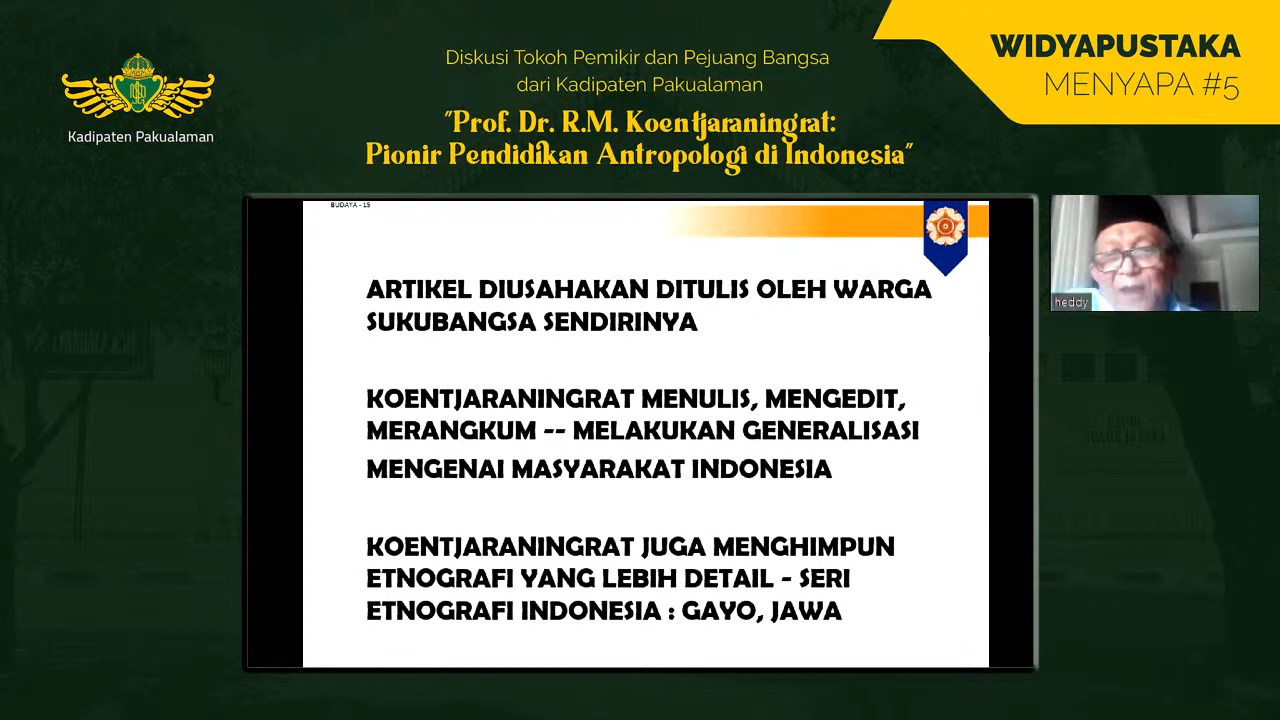 Kadipaten Pakualaman
Diskusi Tokoh Pemikir dan Pejuang Bangsa
dari Kadipaten Pakualaman
"Prof. Dr. R.M. Koentjaraningrat:
Pionir Pendidikan Antropologi di Indonesia"
WIDYAPUSTAKA
MENYAPA #5
BUDAYA - 15
ARTIKEL DIUSAHAKAN DITULIS OLEH WARGA
SUKUBANGSA SENDIRINYA
KOENTJARANINGRAT MENULIS, MENGEDIT,
MERANGKUM -- MELAKUKAN GENERALISASI
MENGENAI MASYARAKAT INDONESIA
KOENTJARANINGRAT JUGA MENGHIMPUN
ETNOGRAFI YANG LEBIH DETAIL - SERI
ETNOGRAFI INDONESIA : GAYO, JAWA
heddy